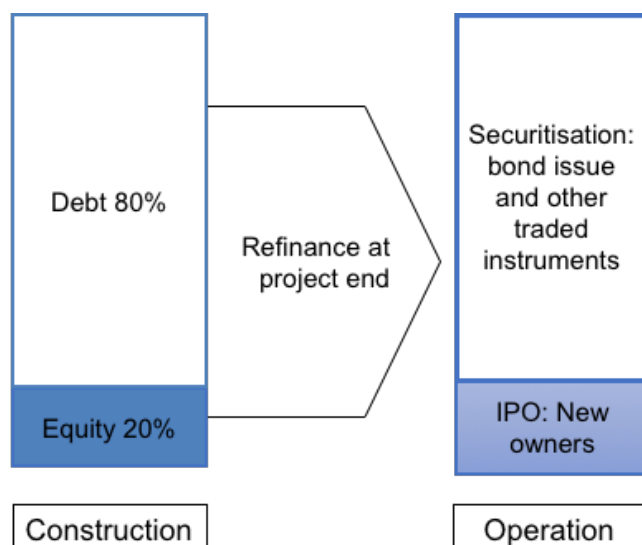 Debt 80%
Equity 20%
Construction
Refinance at
project end
Securitisation:
bond issue
and other
traded
instruments
IPO: New
owners
Operation